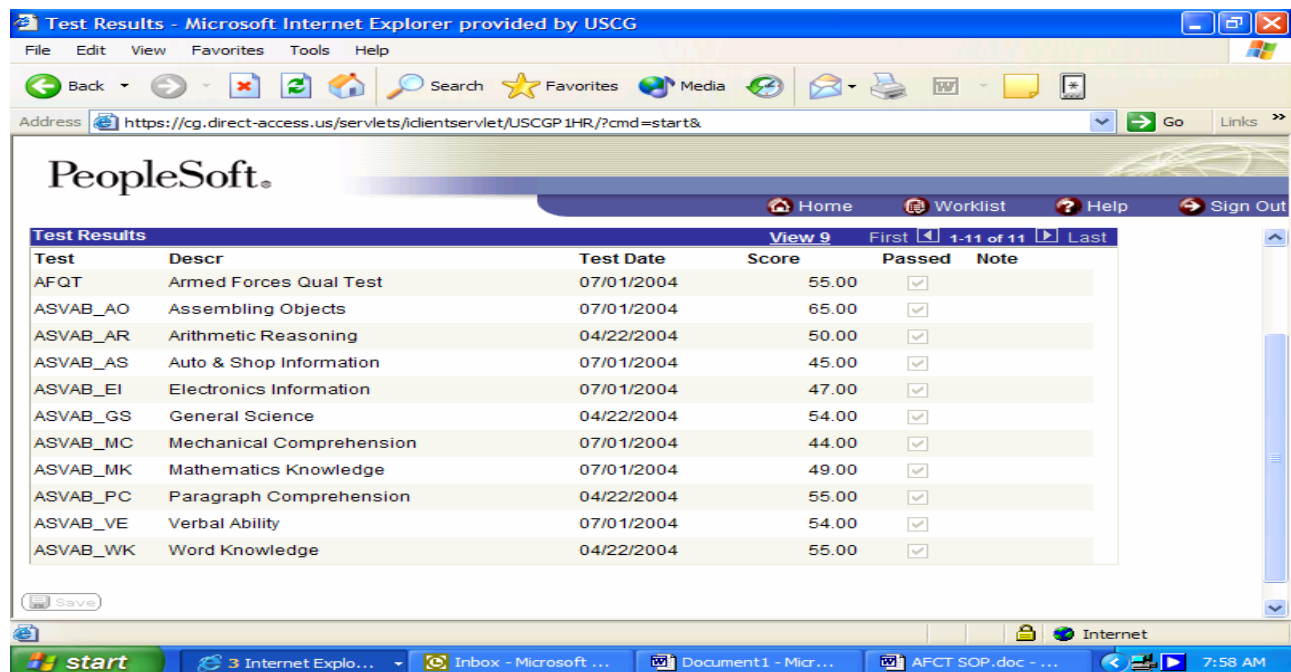 Test Results - Microsoft Internet Explorer provided by USCG
File Edit View Favorites Tools Help
Back Search Favorites Media
Address https://cg.direct-access.us/servlets/iclientservlet/USCGP1HR/?cmd=start& Go Links »
PeopleSoft®
Home Worklist Help Sign Out
Test Results View 9 First 1-11 of 11 Last
Test Descr Test Date Score Passed Note
AFQT Armed Forces Qual Test 07/01/2004 55.00
ASVAB_AO Assembling Objects 07/01/2004 65.00
ASVAB_AR Arithmetic Reasoning 04/22/2004 50.00
ASVAB_AS Auto & Shop Information 07/01/2004 45.00
ASVAB_EI Electronics Information 07/01/2004 47.00
ASVAB_GS General Science 04/22/2004 54.00
ASVAB_MC Mechanical Comprehension 07/01/2004 44.00
ASVAB_MK Mathematics Knowledge 07/01/2004 49.00
ASVAB_PC Paragraph Comprehension 04/22/2004 55.00
ASVAB_VE Verbal Ability 07/01/2004 54.00
ASVAB_WK Word Knowledge 04/22/2004 55.00
Save
Internet
start 3 Internet Explo... Inbox - Microsoft ... Document1 - Micr... AFCT SOP.doc - ... 7:58 AM